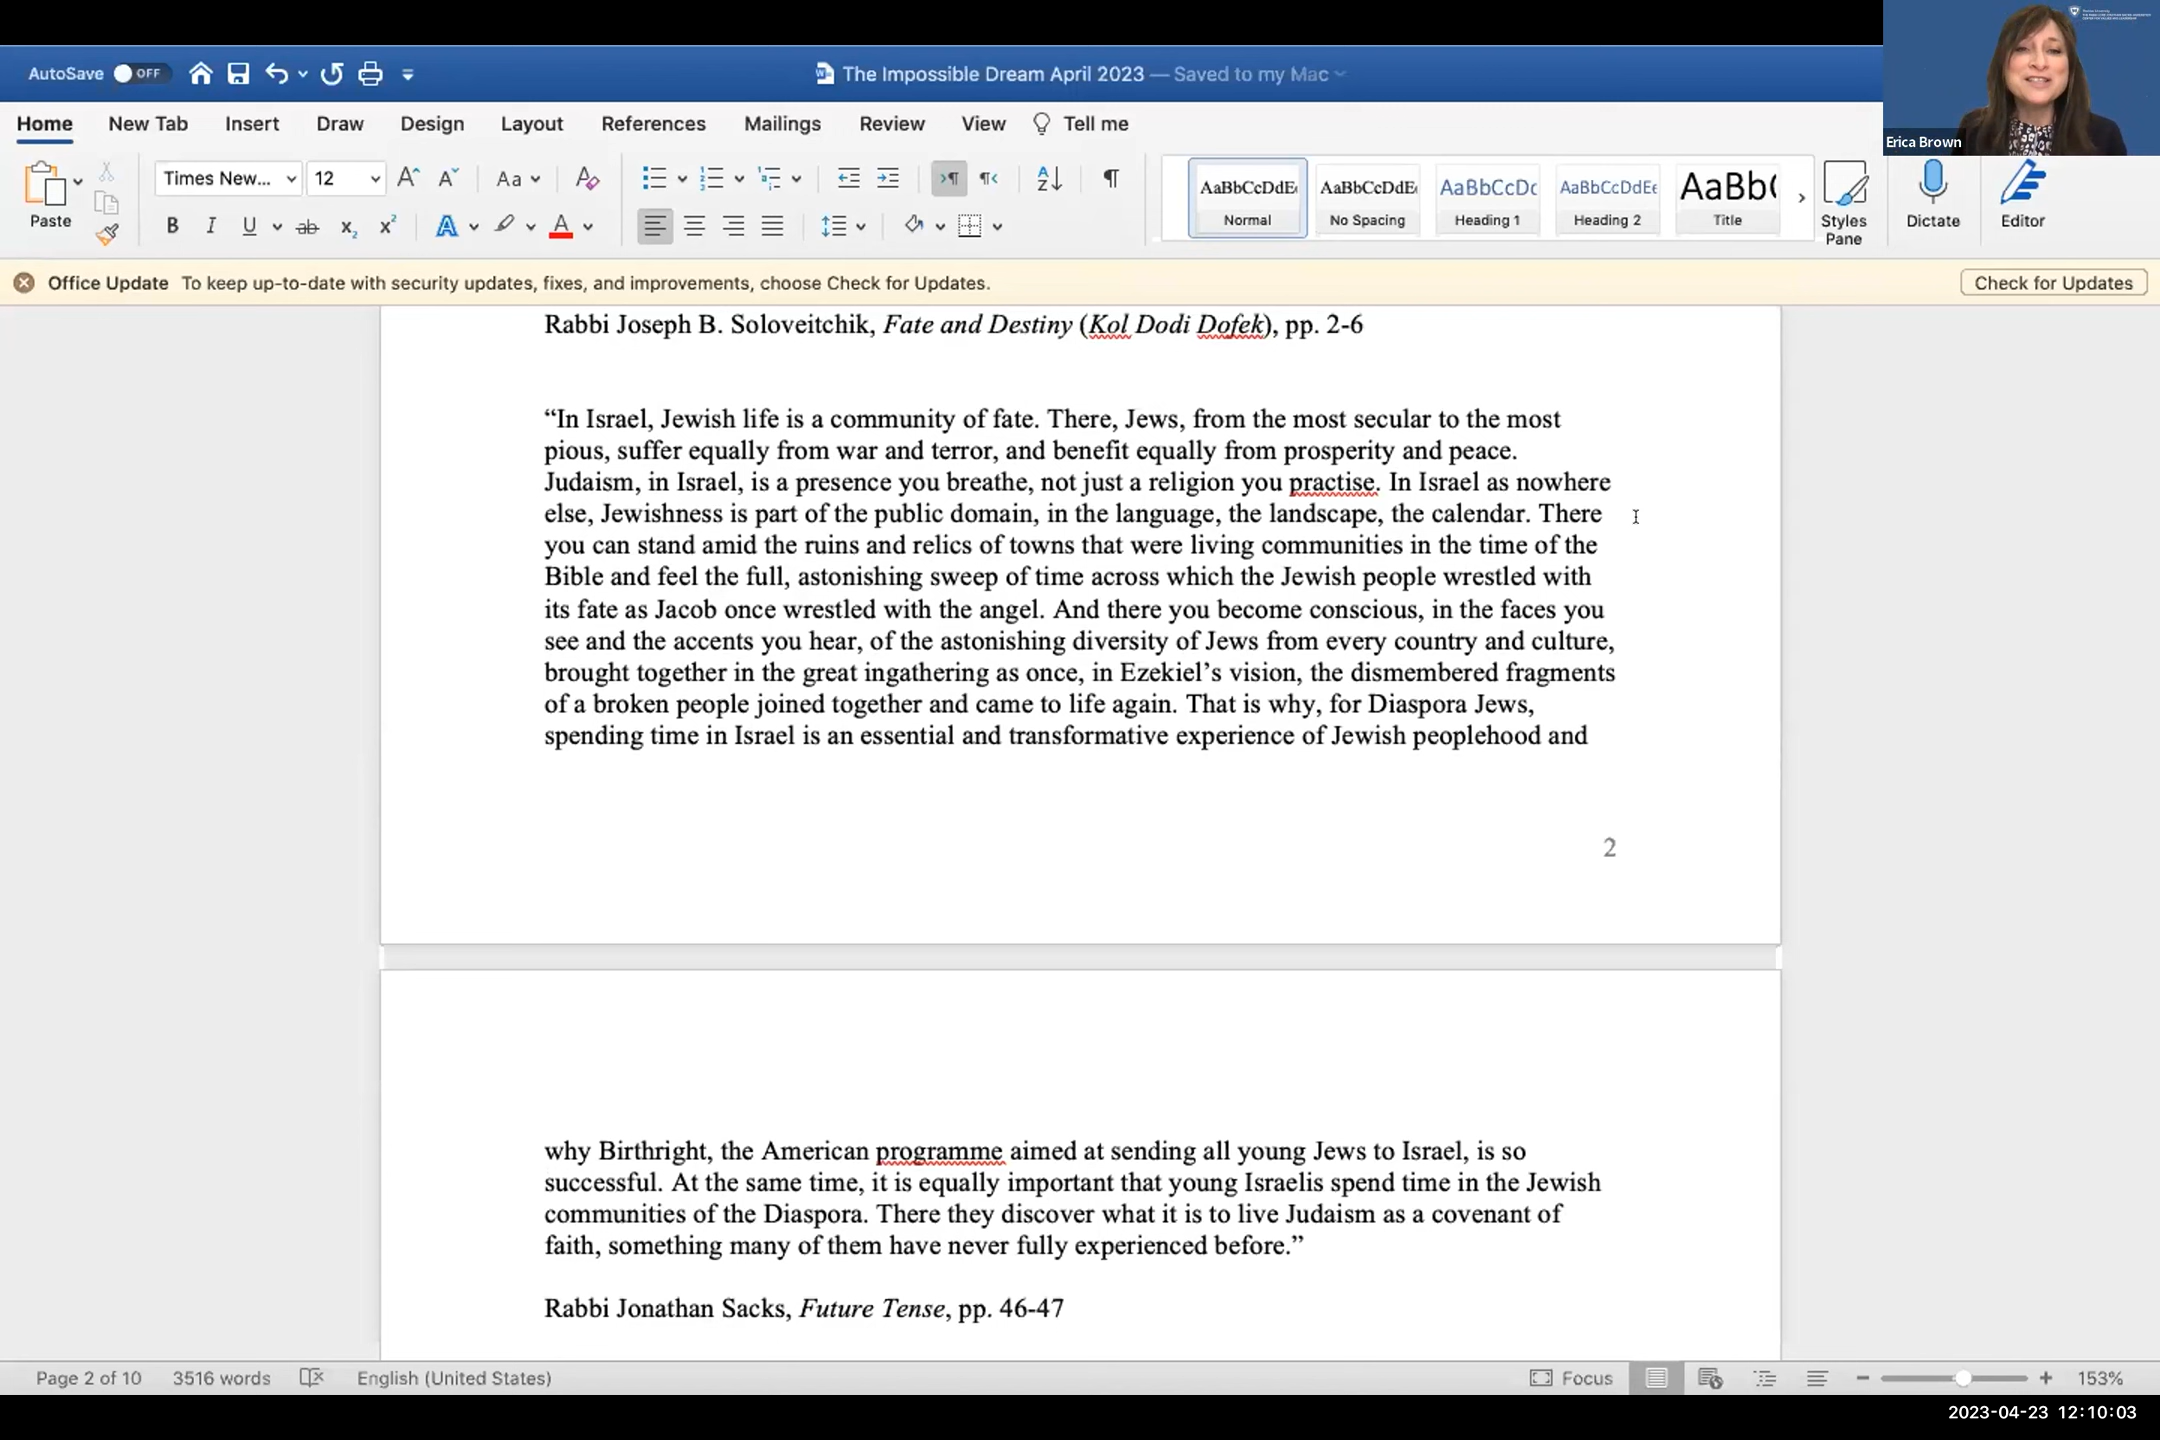 AutoSave OFF
The Impossible Dream April 2023 — Saved to my Mac
Erica Brown
Home New Tab Insert Draw Design Layout References Mailings Review View Tell me
Paste
Times New... 12
Aa
B I U ab x₂ x² A A
AaBbCcDdEe Normal
AaBbCcDdEe No Spacing
AaBbCcDc Heading 1
AaBbCcDdEe Heading 2
AaBb( Title
Styles Pane
Dictate
Editor
Office Update To keep up-to-date with security updates, fixes, and improvements, choose Check for Updates.
Check for Updates
Rabbi Joseph B. Soloveitchik, Fate and Destiny (Kol Dodi Dofek), pp. 2-6
“In Israel, Jewish life is a community of fate. There, Jews, from the most secular to the most
pious, suffer equally from war and terror, and benefit equally from prosperity and peace.
Judaism, in Israel, is a presence you breathe, not just a religion you practise. In Israel as nowhere
else, Jewishness is part of the public domain, in the language, the landscape, the calendar. There
you can stand amid the ruins and relics of towns that were living communities in the time of the
Bible and feel the full, astonishing sweep of time across which the Jewish people wrestled with
its fate as Jacob once wrestled with the angel. And there you become conscious, in the faces you
see and the accents you hear, of the astonishing diversity of Jews from every country and culture,
brought together in the great ingathering as once, in Ezekiel’s vision, the dismembered fragments
of a broken people joined together and came to life again. That is why, for Diaspora Jews,
spending time in Israel is an essential and transformative experience of Jewish peoplehood and
2
why Birthright, the American programme aimed at sending all young Jews to Israel, is so
successful. At the same time, it is equally important that young Israelis spend time in the Jewish
communities of the Diaspora. There they discover what it is to live Judaism as a covenant of
faith, something many of them have never fully experienced before.”
Rabbi Jonathan Sacks, Future Tense, pp. 46-47
Page 2 of 10 3516 words English (United States) Focus 153%
2023-04-23 12:10:03